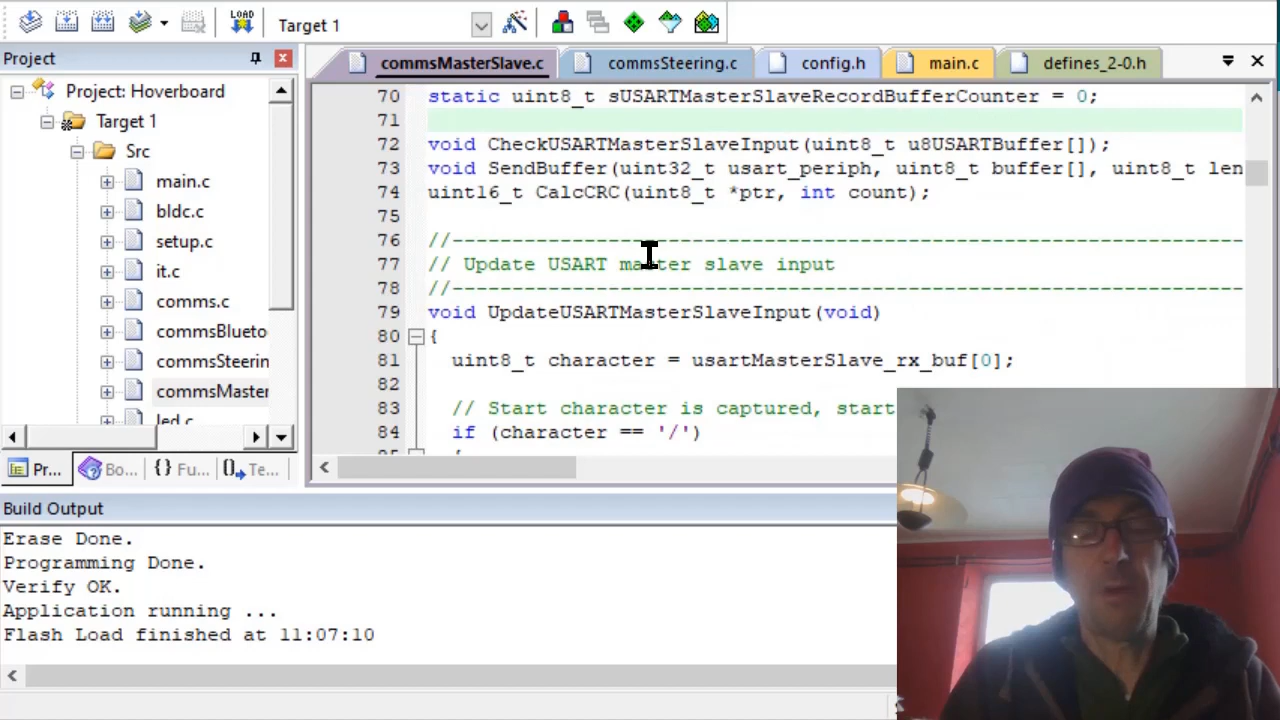 LOAD
Target 1
Project
Project: Hoverboard
Target 1
Src
main.c
bldc.c
setup.c
it.c
comms.c
commsBlueto
commsSteerin
commsMaster
led.c
Pr...
Bo...
{} Fu...
Te...
commsMasterSlave.c
commsSteering.c
config.h
main.c
defines_2-0.h
70 static uint8_t sUSARTMasterSlaveRecordBufferCounter = 0;
71
72 void CheckUSARTMasterSlaveInput(uint8_t u8USARTBuffer[]);
73 void SendBuffer(uint32_t usart_periph, uint8_t buffer[], uint8_t len
74 uint16_t CalcCRC(uint8_t *ptr, int count);
75
76 //------------------------------------------------------------------
77 // Update USART master slave input
78 //------------------------------------------------------------------
79 void UpdateUSARTMasterSlaveInput(void)
80 {
81 uint8_t character = usartMasterSlave_rx_buf[0];
82
83 // Start character is captured, start
84 if (character == '/')
Build Output
Erase Done.
Programming Done.
Verify OK.
Application running ...
Flash Load finished at 11:07:10